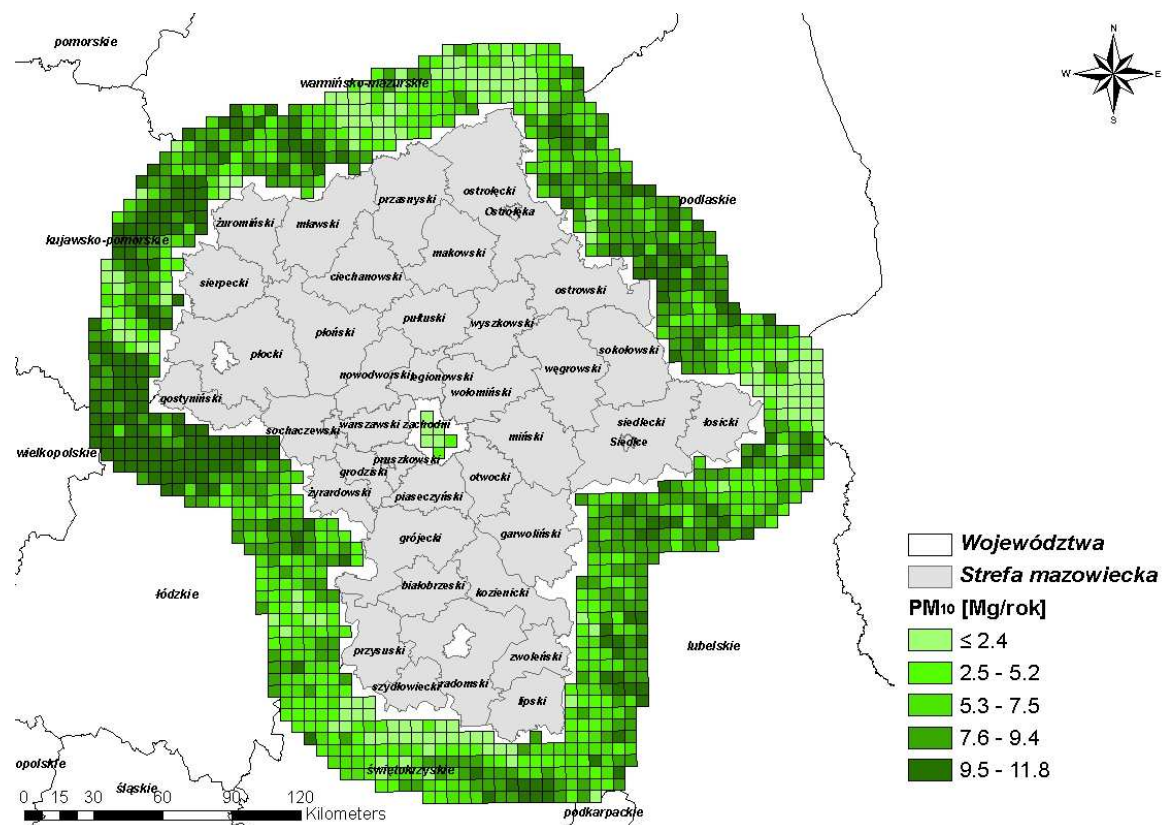 pomorskie
N
W
E
S
warmińsko-mazurskie
ostrołęcki
przasnyski
Ostrołęka
podlaskie
żuromiński
mławski
kujawsko-pomorskie
makowski
sierpecki
ciechanowski
ostrowski
pułtuski
wyszkowski
płoński
płocki
sokołowski
węgrowski
nowodworski
legionowski
wołomiński
gostyniński
łosicki
siedlecki
warszawski zachodni
sochaczewski
miński
Siedlce
wielkopolskie
pruszkowski
grodziski
otwocki
żyrardowski
piaseczyński
garwoliński
grójecki
Województwa
Strefa mazowiecka
białobrzeski
kozienicki
łódzkie
PM10 [Mg/rok]
≤ 2.4
lubelskie
przysuski
zwoleński
2.5 - 5.2
szydłowiecki
radomski
5.3 - 7.5
lipski
7.6 - 9.4
opolskie
świętokrzyskie
9.5 - 11.8
śląskie
0 15 30 60 90 120
Kilometers
podkarpackie